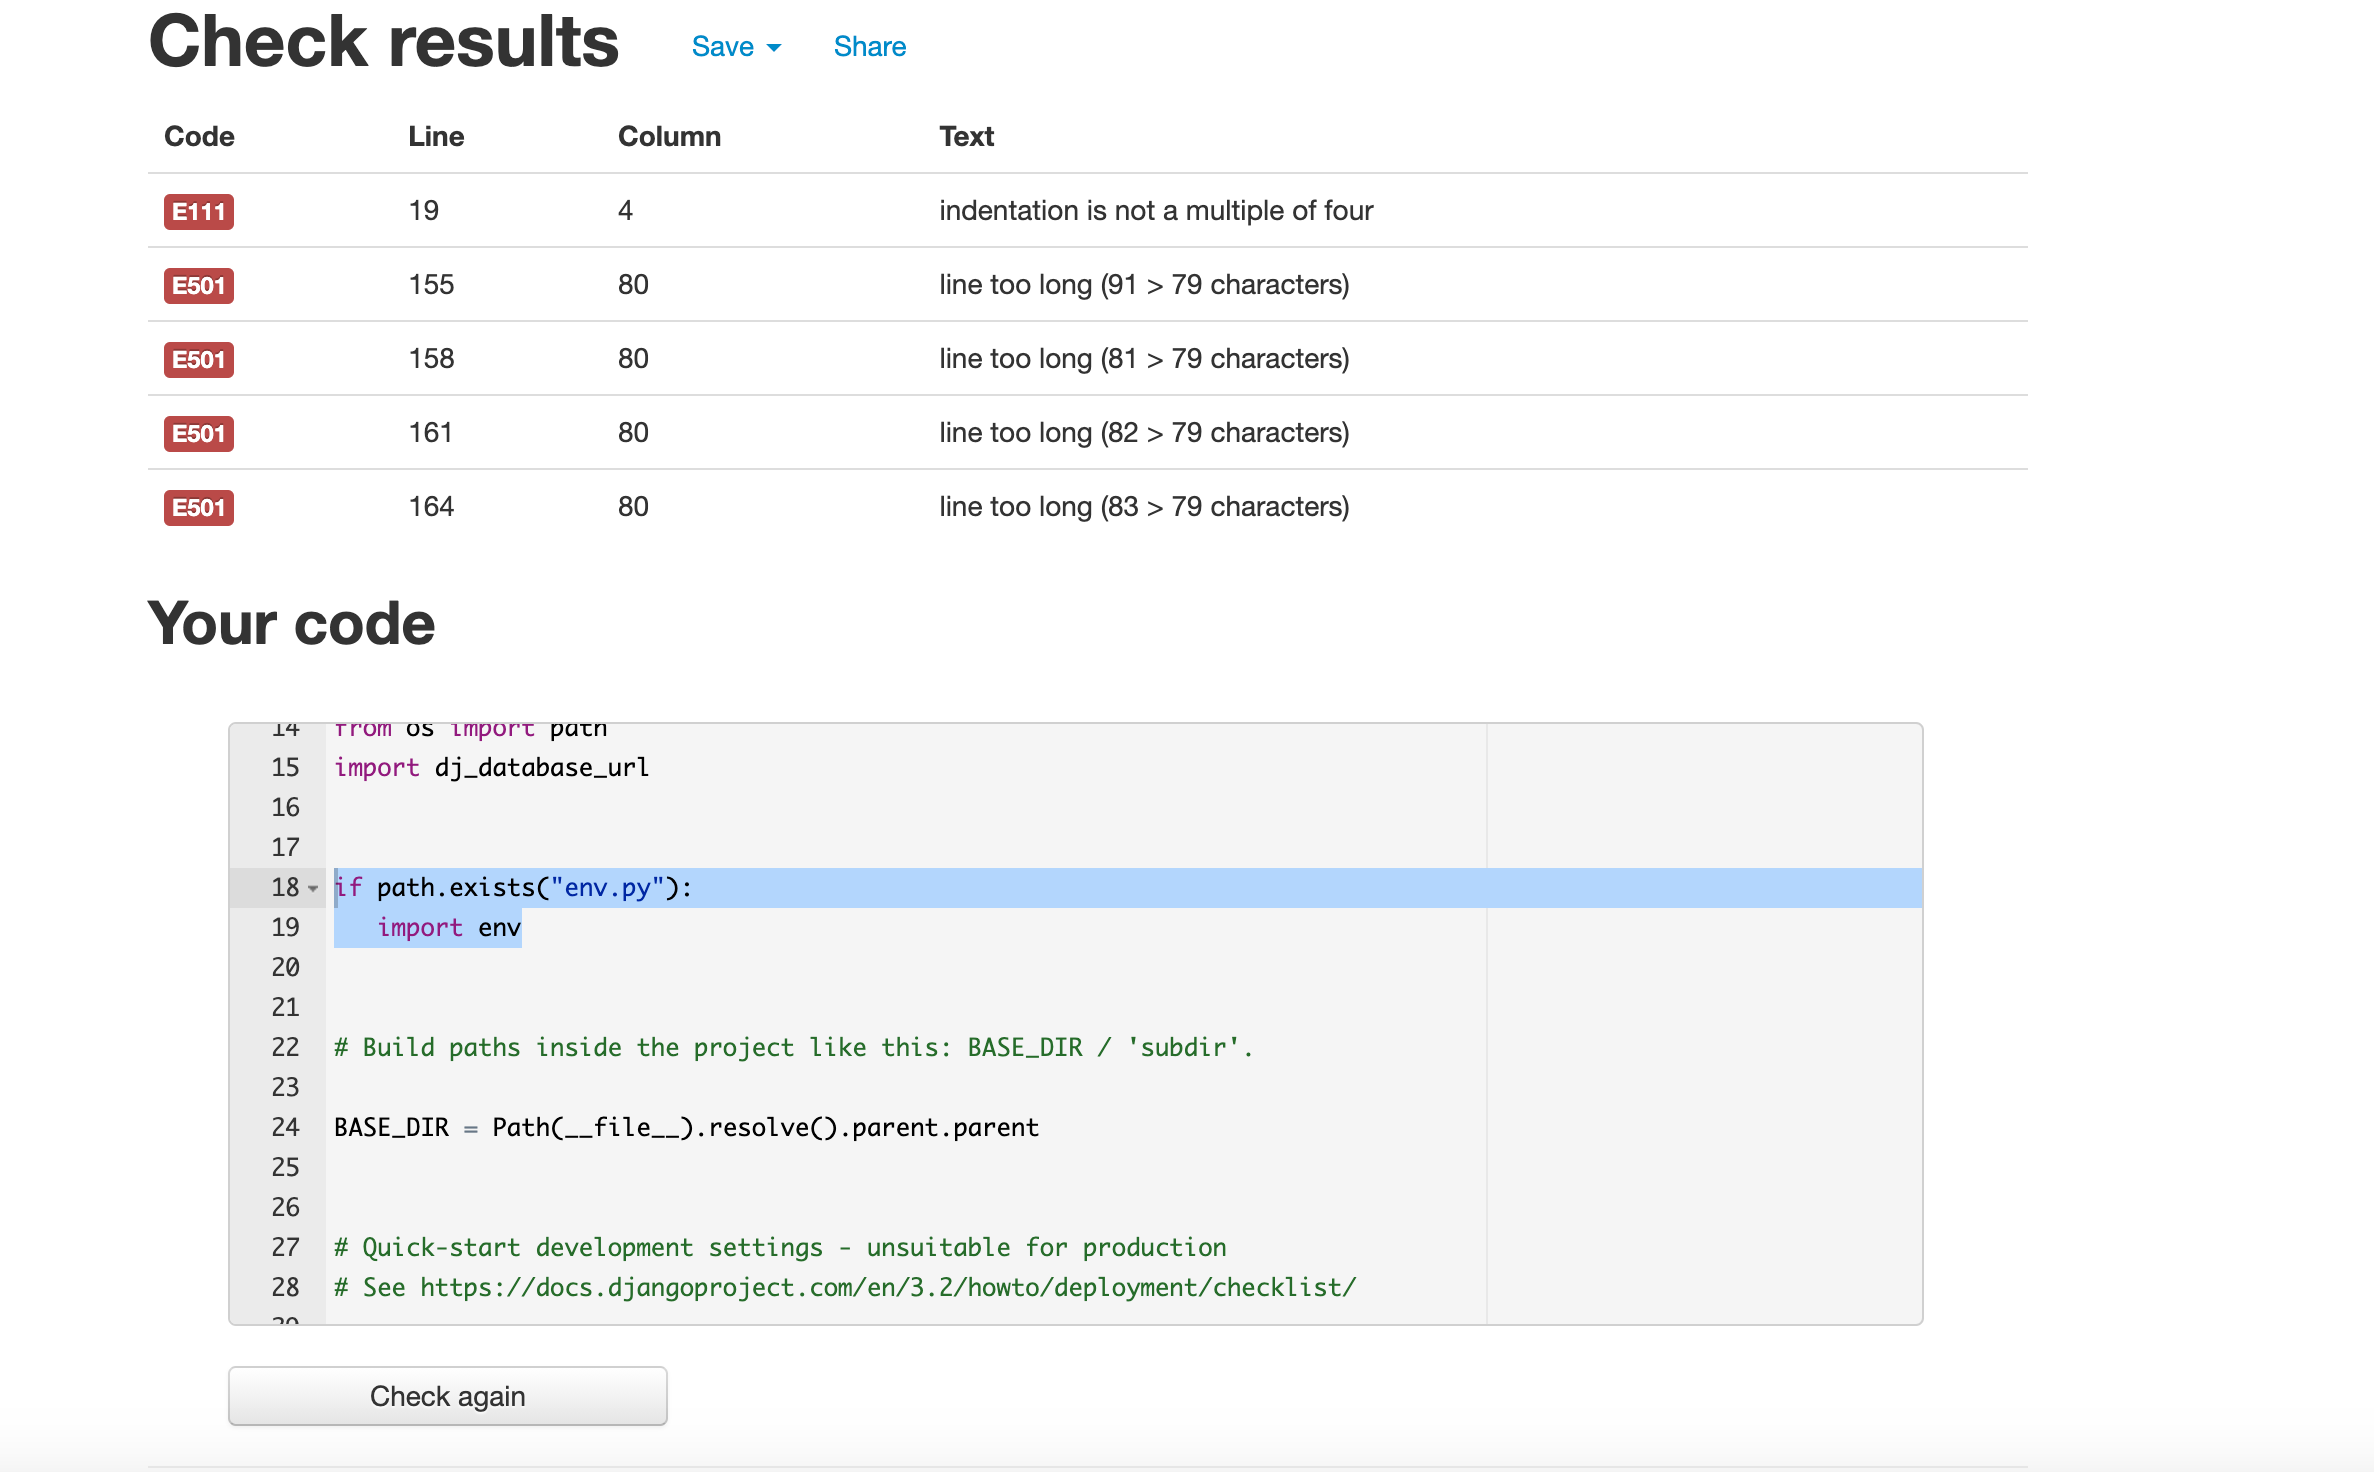 Check results Save Share
Code Line Column Text
E111 19 4 indentation is not a multiple of four
E501 155 80 line too long (91 > 79 characters)
E501 158 80 line too long (81 > 79 characters)
E501 161 80 line too long (82 > 79 characters)
E501 164 80 line too long (83 > 79 characters)
Your code
14 from os import path
15 import dj_database_url
16
17
18 if path.exists("env.py"):
19    import env
20
21
22 # Build paths inside the project like this: BASE_DIR / 'subdir'.
23
24 BASE_DIR = Path(__file__).resolve().parent.parent
25
26
27 # Quick-start development settings - unsuitable for production
28 # See https://docs.djangoproject.com/en/3.2/howto/deployment/checklist/
29
Check again